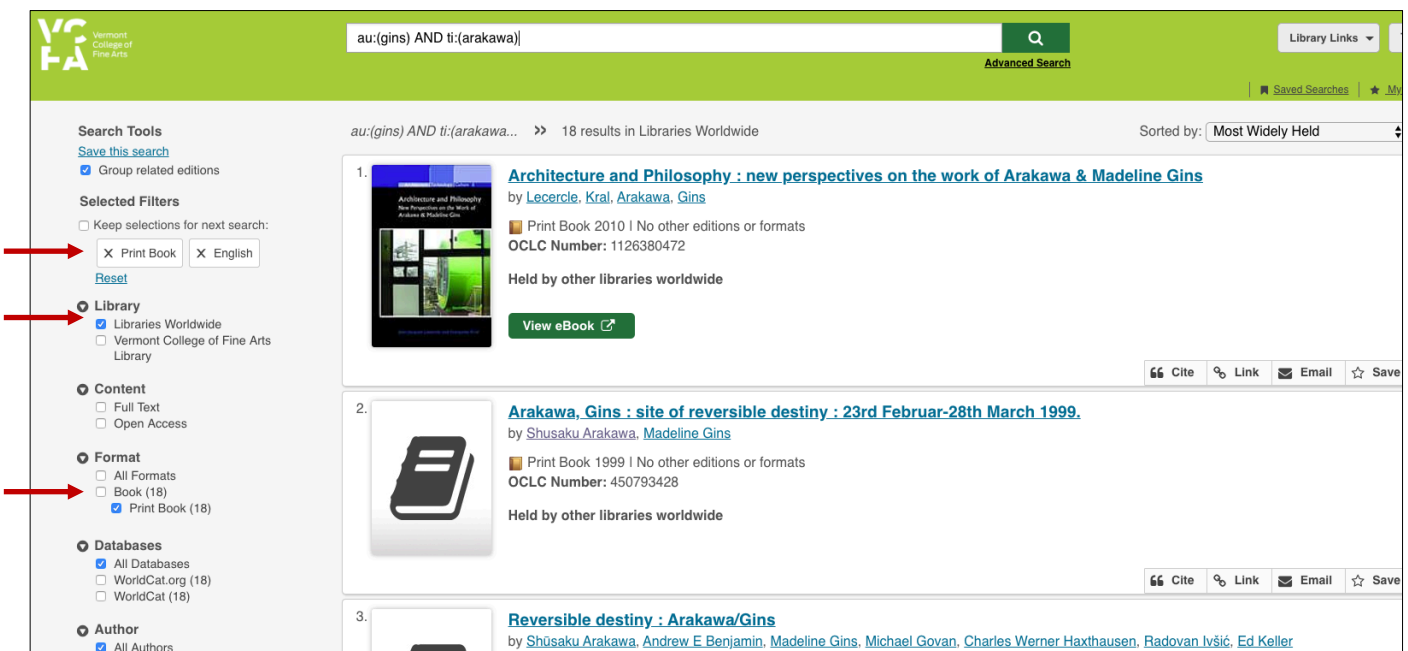 VCFA Vermont
College of
Fine Arts
au:(gins) AND ti:(arakawa)
Advanced Search
Library Links
Saved Searches
My
Search Tools
Save this search
Group related editions
Selected Filters
Keep selections for next search:
X Print Book X English
Reset
Library
Libraries Worldwide
Vermont College of Fine Arts
Library
Content
Full Text
Open Access
Format
All Formats
Book (18)
Print Book (18)
Databases
All Databases
WorldCat.org (18)
WorldCat (18)
Author
All Authors
au:(gins) AND ti:(arakawa... >> 18 results in Libraries Worldwide
Sorted by: Most Widely Held
1.
Architecture and Philosophy
New Perspectives on the Work of
Arakawa & Madeline Gins
Architecture and Philosophy : new perspectives on the work of Arakawa & Madeline Gins
by Lecercle, Kral, Arakawa, Gins
Print Book 2010 | No other editions or formats
OCLC Number: 1126380472
Held by other libraries worldwide
View eBook
Cite Link Email Save
2.
Arakawa, Gins : site of reversible destiny : 23rd Februar-28th March 1999.
by Shusaku Arakawa, Madeline Gins
Print Book 1999 | No other editions or formats
OCLC Number: 450793428
Held by other libraries worldwide
Cite Link Email Save
3.
Reversible destiny : Arakawa/Gins
by Shūsaku Arakawa, Andrew E Benjamin, Madeline Gins, Michael Govan, Charles Werner Haxthausen, Radovan Ivšić, Ed Keller